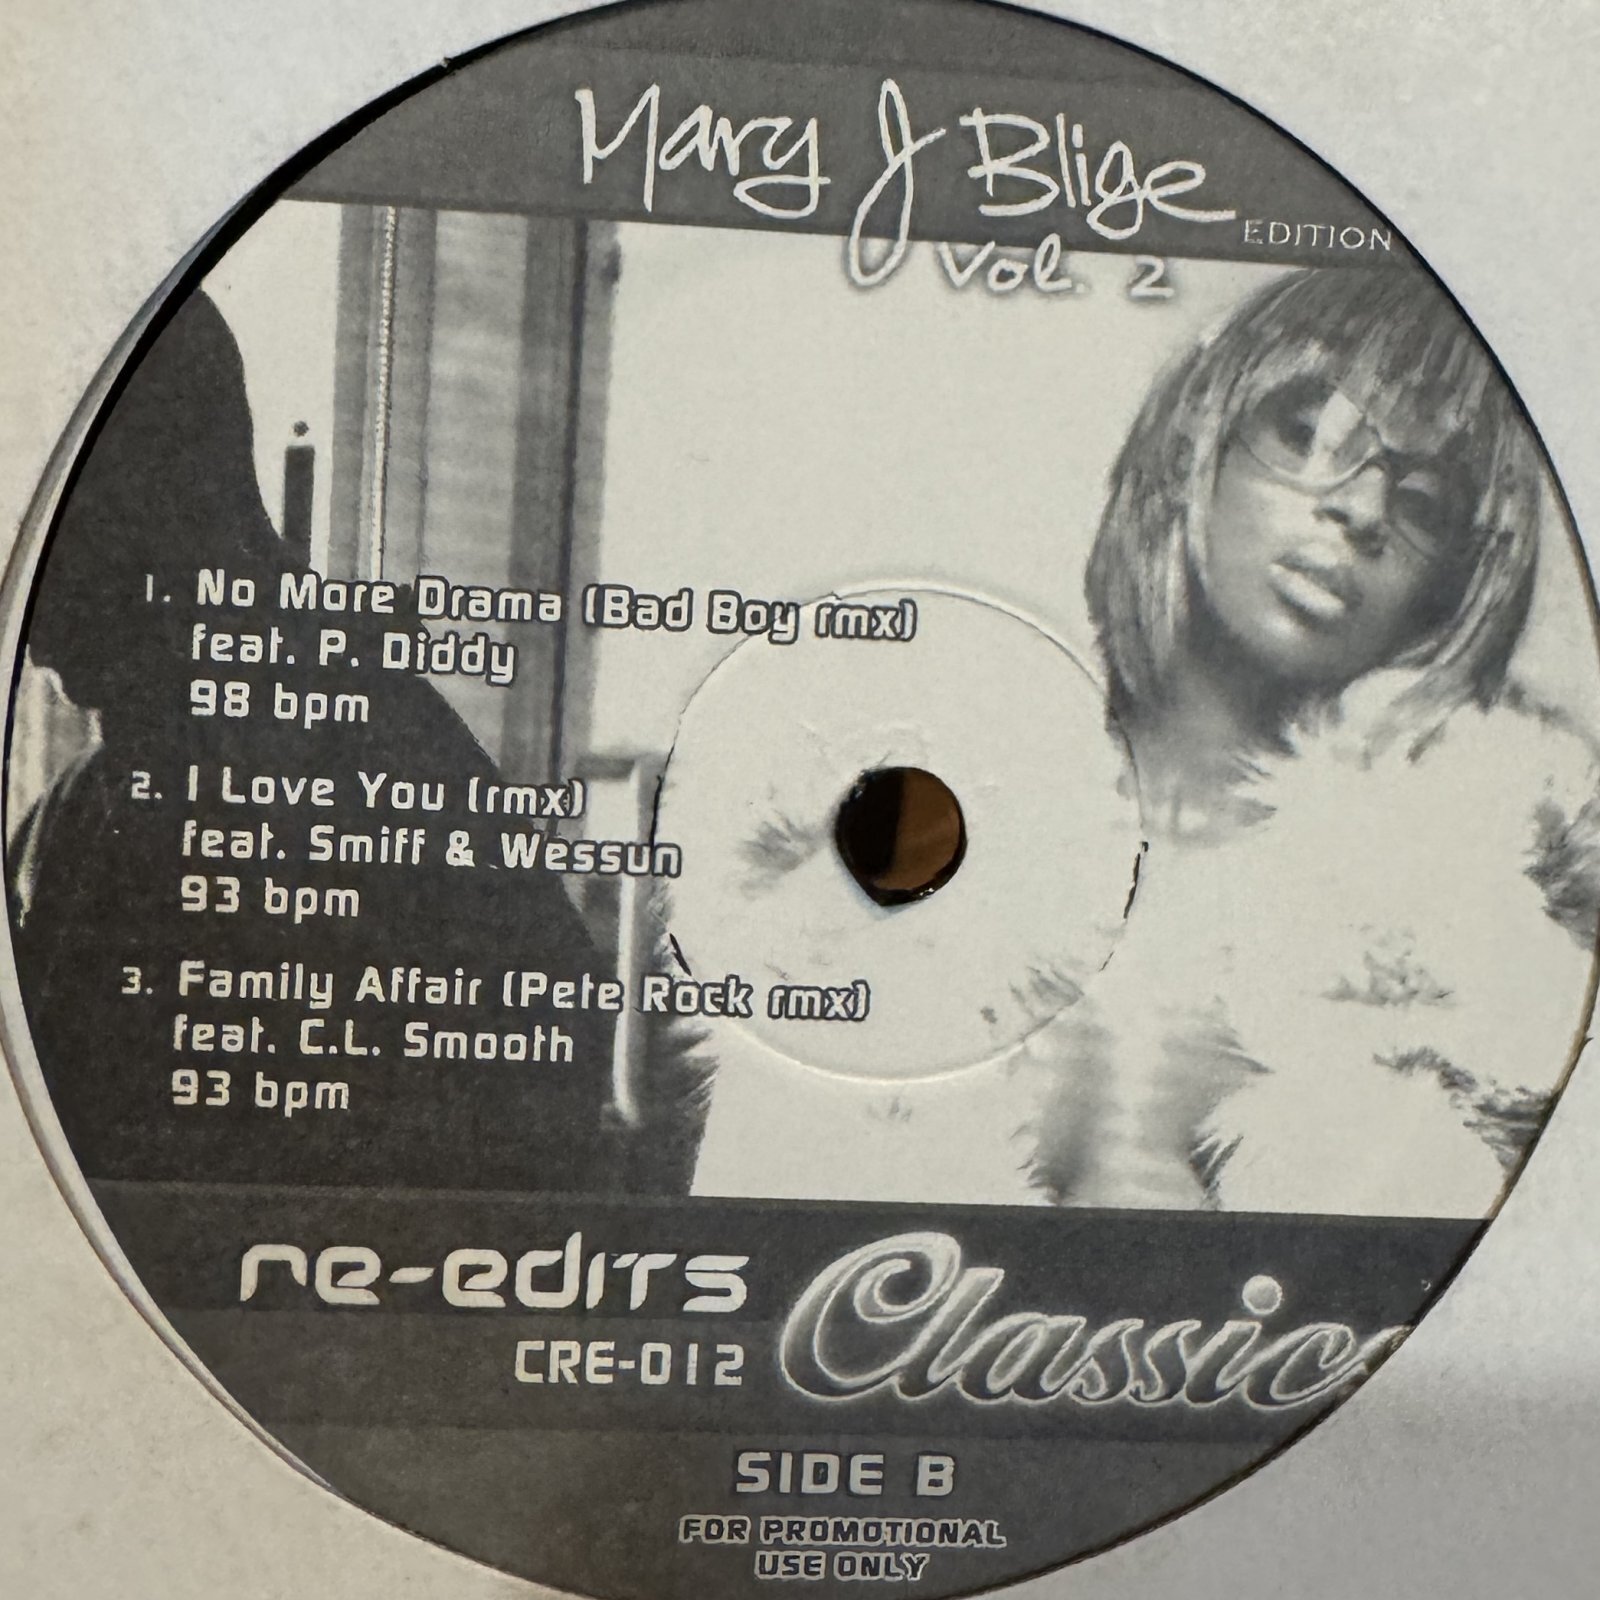 Mary J Blige
EDITION
Vol. 2
1. No More Drama (Bad Boy rmx)
feat. P. Diddy
98 bpm
2. I Love You (rmx)
feat. Smiff & Wessun
93 bpm
3. Family Affair (Pete Rock rmx)
feat. C.L. Smooth
93 bpm
re-edits
Classic
CRE-012
SIDE B
FOR PROMOTIONAL
USE ONLY